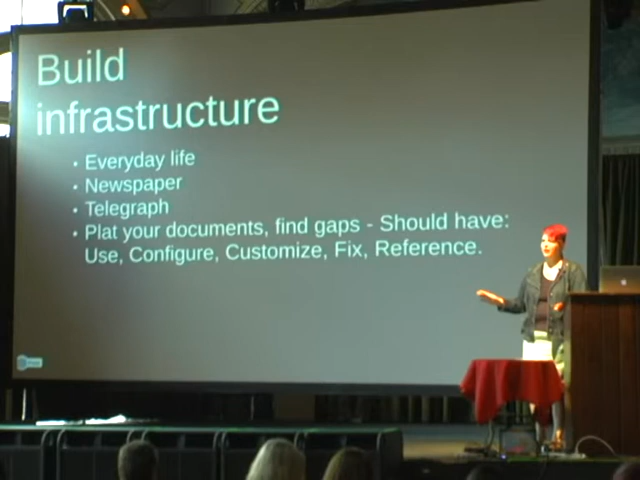 Build
infrastructure
• Everyday life
• Newspaper
• Telegraph
• Plat your documents, find gaps - Should have:
Use, Configure, Customize, Fix, Reference.